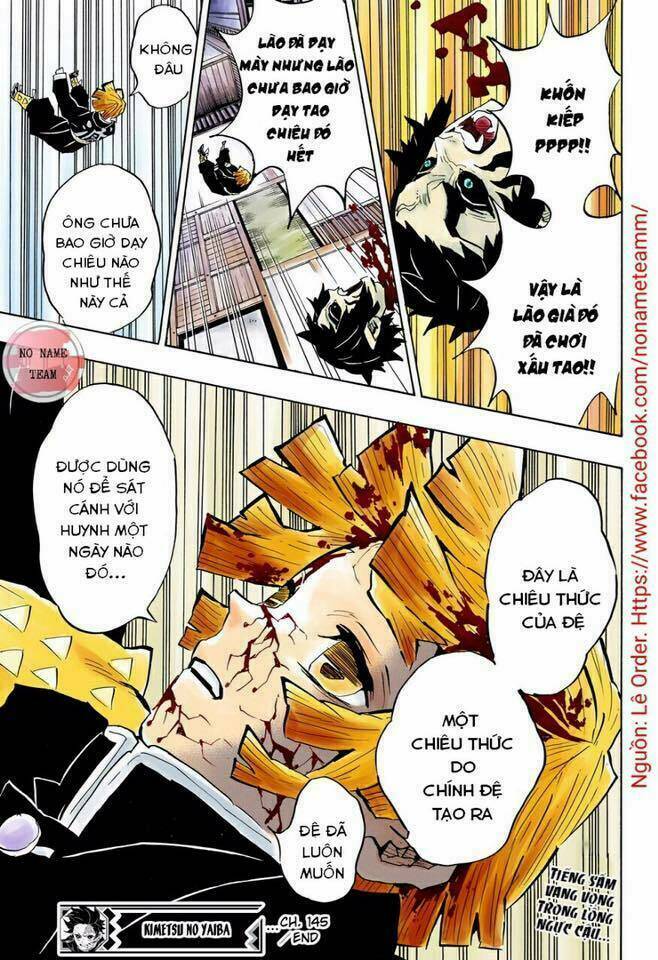 KHỐN
KIẾP
PPPP!!
VẬY LÀ
LÃO GIÀ ĐÓ
ĐÃ CHƠI
XẤU TAO!!
LÃO ĐÃ DẠY
MÀY NHƯNG LÃO
CHƯA BAO GIỜ
DẠY TAO
CHIÊU ĐÓ
HẾT
KHÔNG
ĐÂU
ÔNG CHƯA
BAO GIỜ DẠY
CHIÊU NÀO
NHƯ THẾ
NÀY CẢ
NO NAME
TEAM
ĐÂY LÀ
CHIÊU THỨC
CỦA ĐỆ
MỘT
CHIÊU THỨC
DO
CHÍNH ĐỆ
TẠO RA
ĐỆ ĐÃ
LUÔN
MUỐN
ĐƯỢC DÙNG
NÓ ĐỂ SÁT
CÁNH VỚI
HUYNH MỘT
NGÀY NÀO
ĐÓ...
TIẾNG SẤM
VANG VỌNG
TRONG LỒNG
NGỰC CẬU...
KIMETSU NO YAIBA
...CH. 145
/END
Nguồn: Lê Order. Https://www.facebook.com/nonameteamm/